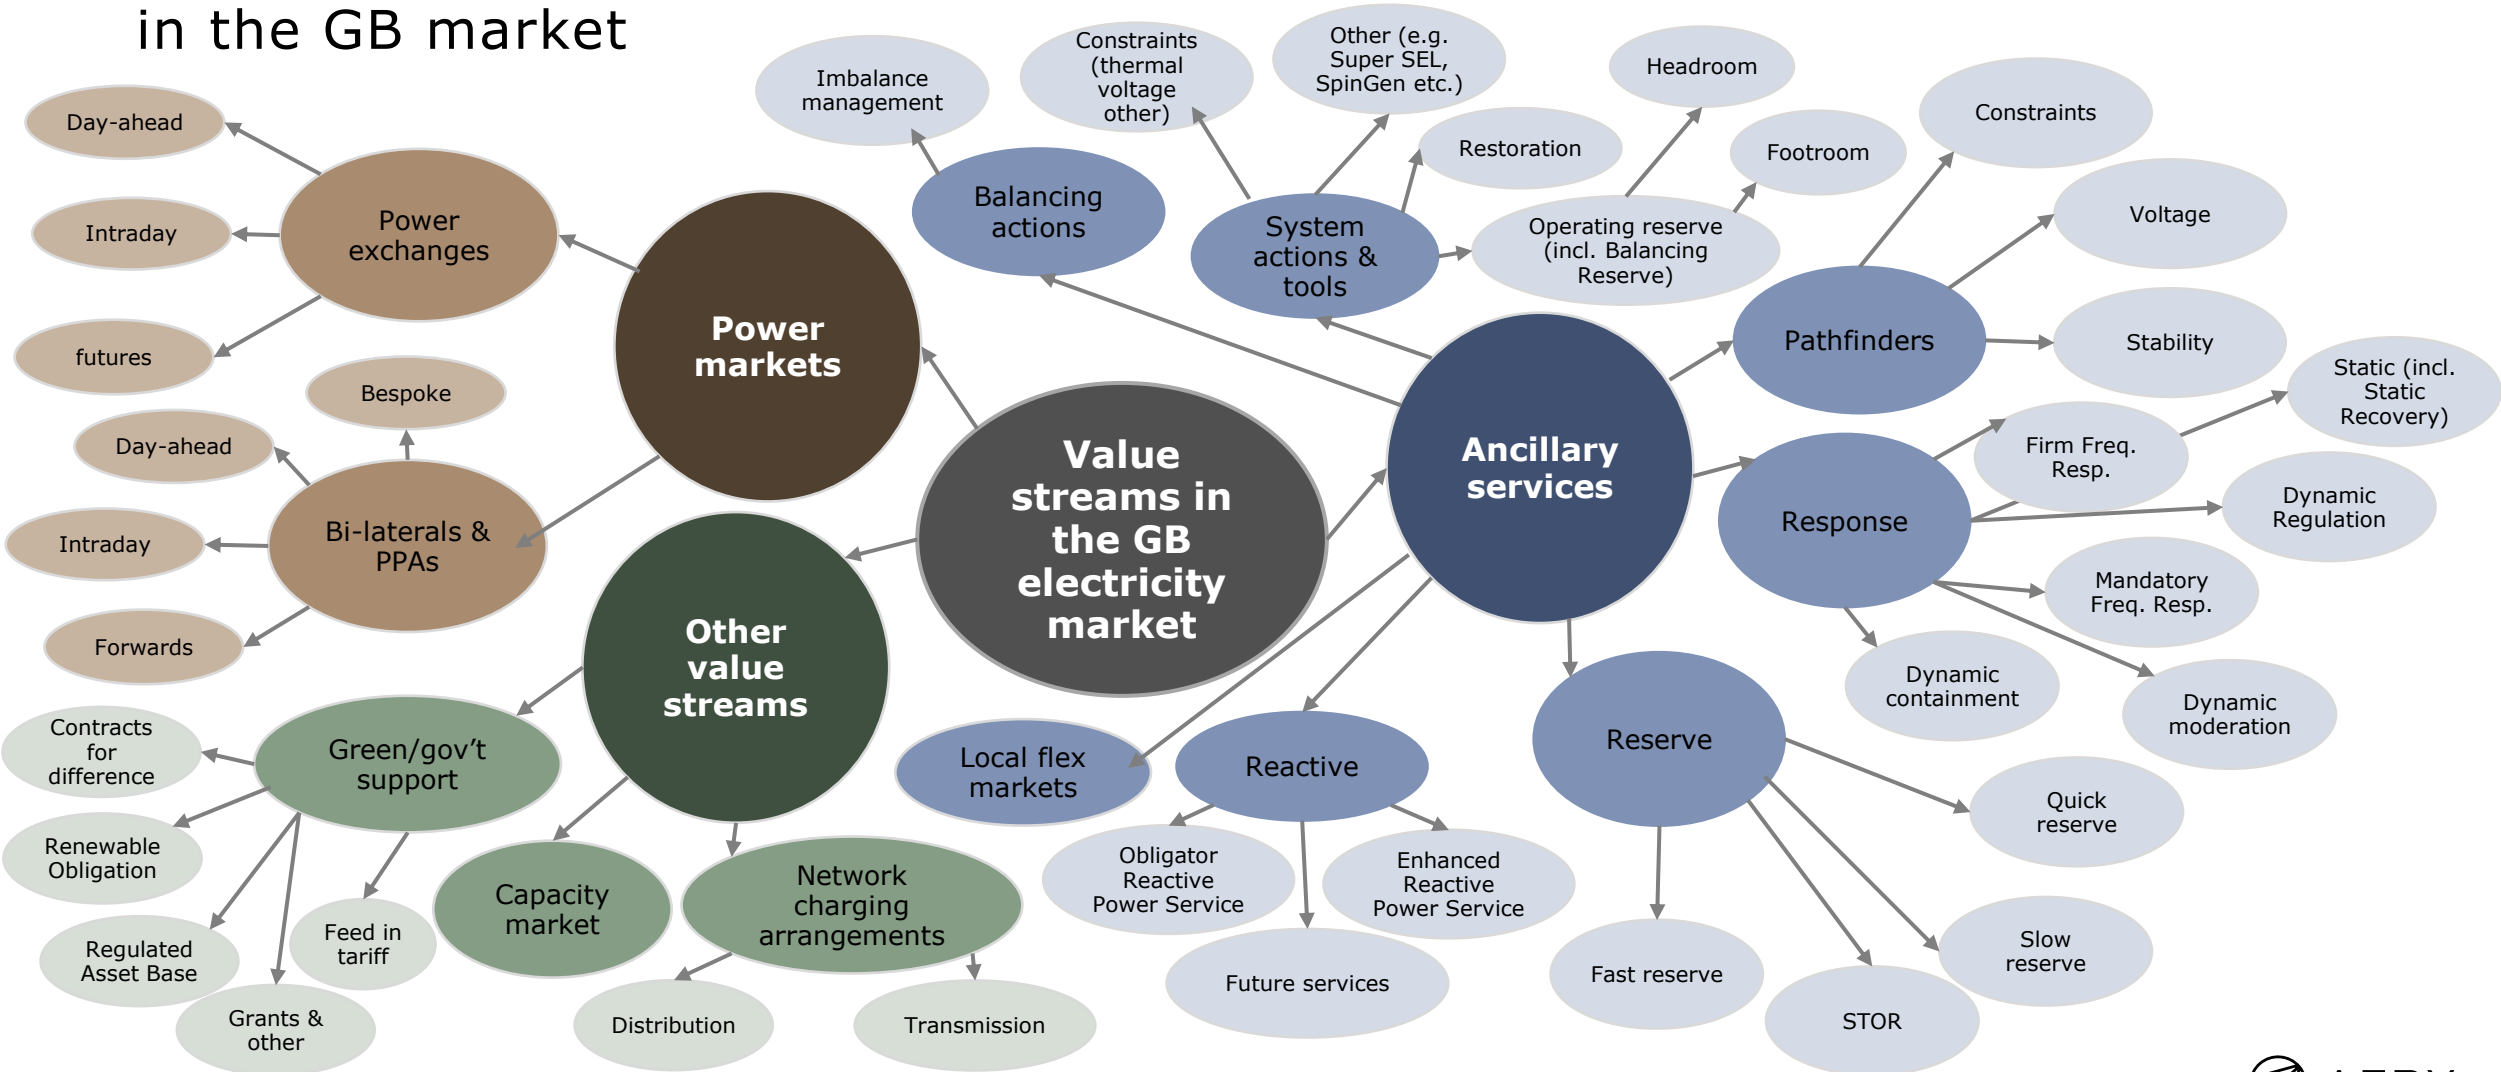 in the GB market
Imbalance
management
Constraints
(thermal
voltage
other)
Other (e.g.
Super SEL,
SpinGen etc.)
Headroom
Restoration
Footroom
Constraints
Voltage
Stability
Day-ahead
Intraday
futures
Power
exchanges
Power
markets
Balancing
actions
System
actions &
tools
Operating reserve
(incl. Balancing
Reserve)
Pathfinders
Static (incl.
Static
Recovery)
Bespoke
Day-ahead
Intraday
Forwards
Bi-laterals &
PPAs
Value
streams in
the GB
electricity
market
Ancillary
services
Response
Firm Freq.
Resp.
Dynamic
Regulation
Mandatory
Freq. Resp.
Dynamic
containment
Dynamic
moderation
Other
value
streams
Contracts
for
difference
Green/gov’t
support
Renewable
Obligation
Regulated
Asset Base
Grants &
other
Feed in
tariff
Capacity
market
Network
charging
arrangements
Distribution
Transmission
Local flex
markets
Reactive
Obligator
Reactive
Power Service
Enhanced
Reactive
Power Service
Future services
Reserve
Quick
reserve
Slow
reserve
Fast reserve
STOR